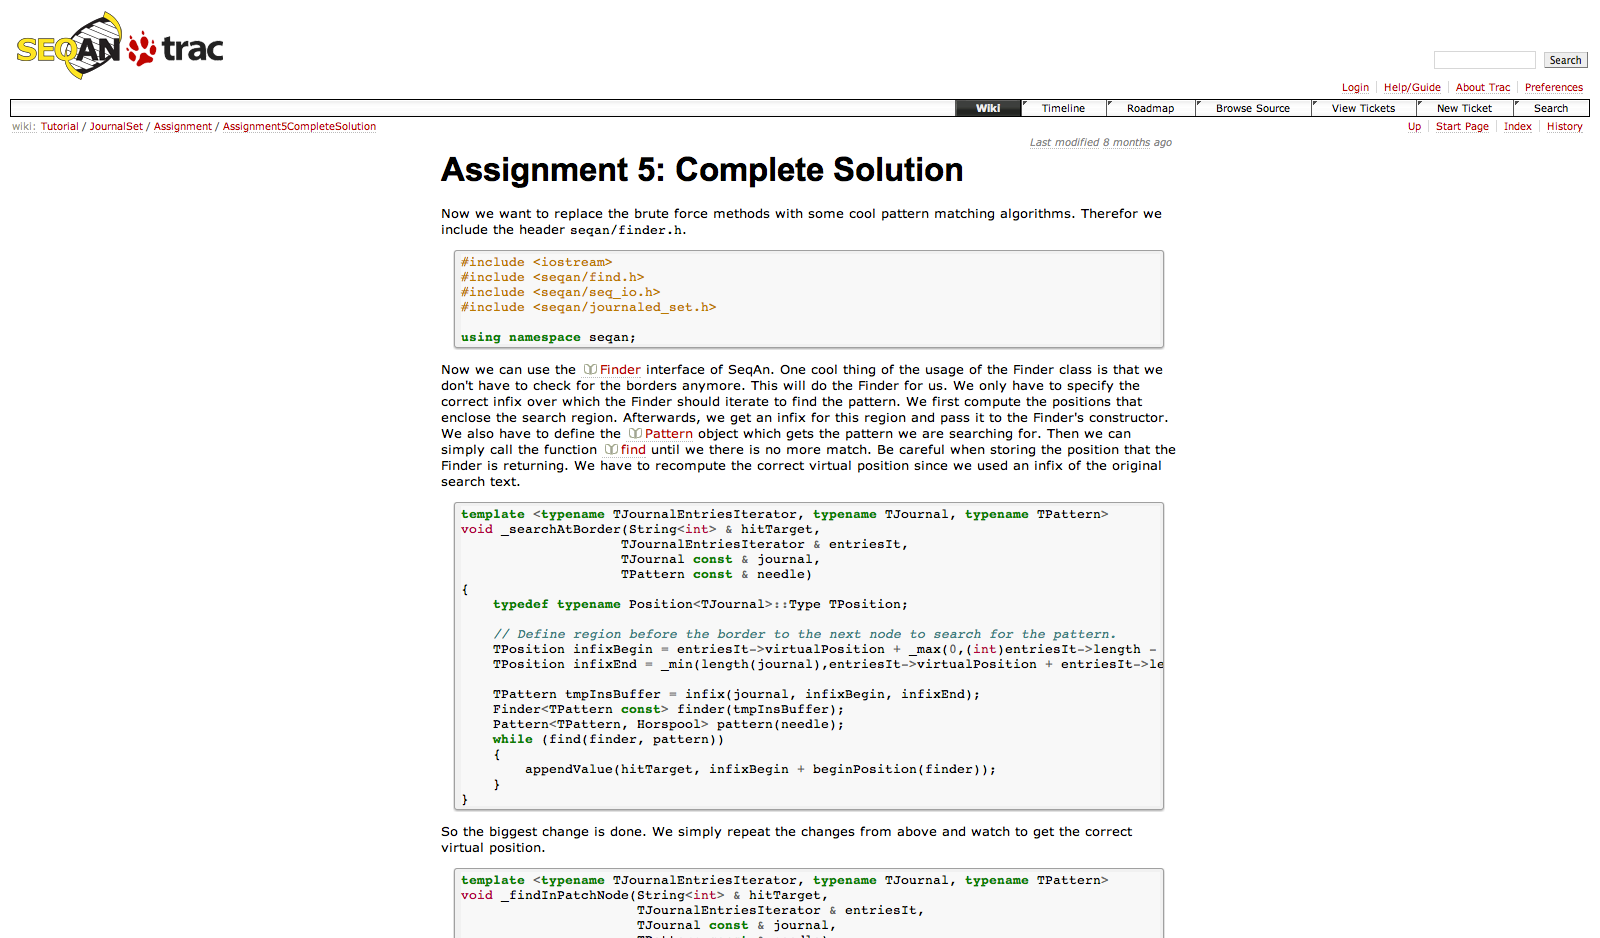 SEQAN trac
Search
Login Help/Guide About Trac Preferences
Wiki Timeline Roadmap Browse Source View Tickets New Ticket Search
wiki: Tutorial / JournalSet / Assignment / Assignment5CompleteSolution
Up Start Page Index History
Last modified 8 months ago
Assignment 5: Complete Solution
Now we want to replace the brute force methods with some cool pattern matching algorithms. Therefor we
include the header seqan/finder.h.
#include <iostream>
#include <seqan/find.h>
#include <seqan/seq_io.h>
#include <seqan/journaled_set.h>
using namespace seqan;
Now we can use the Finder interface of SeqAn. One cool thing of the usage of the Finder class is that we
don't have to check for the borders anymore. This will do the Finder for us. We only have to specify the
correct infix over which the Finder should iterate to find the pattern. We first compute the positions that
enclose the search region. Afterwards, we get an infix for this region and pass it to the Finder's constructor.
We also have to define the Pattern object which gets the pattern we are searching for. Then we can
simply call the function find until we there is no more match. Be careful when storing the position that the
Finder is returning. We have to recompute the correct virtual position since we used an infix of the original
search text.
template <typename TJournalEntriesIterator, typename TJournal, typename TPattern>
void _searchAtBorder(String<int> & hitTarget,
TJournalEntriesIterator & entriesIt,
TJournal const & journal,
TPattern const & needle)
{
typedef typename Position<TJournal>::Type TPosition;
// Define region before the border to the next node to search for the pattern.
TPosition infixBegin = entriesIt->virtualPosition + _max(0,(int)entriesIt->length -
TPosition infixEnd = _min(length(journal),entriesIt->virtualPosition + entriesIt->le
TPattern tmpInsBuffer = infix(journal, infixBegin, infixEnd);
Finder<TPattern const> finder(tmpInsBuffer);
Pattern<TPattern, Horspool> pattern(needle);
while (find(finder, pattern))
{
appendValue(hitTarget, infixBegin + beginPosition(finder));
}
}
So the biggest change is done. We simply repeat the changes from above and watch to get the correct
virtual position.
template <typename TJournalEntriesIterator, typename TJournal, typename TPattern>
void _findInPatchNode(String<int> & hitTarget,
TJournalEntriesIterator & entriesIt,
TJournal const & journal,